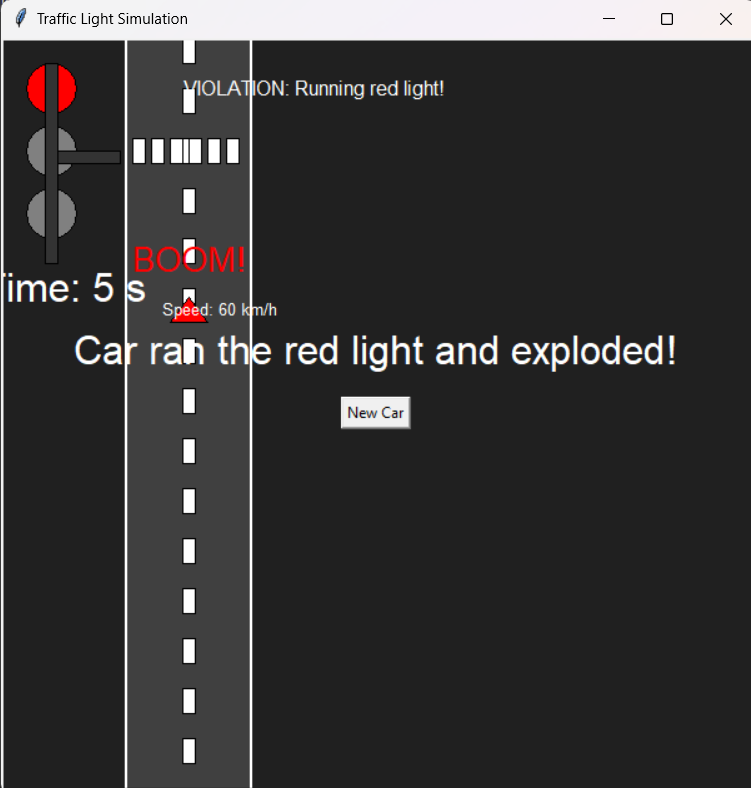 Traffic Light Simulation
VIOLATION: Running red light!
BOOM!
Time: 5 s
Speed: 60 km/h
Car ran the red light and exploded!
New Car